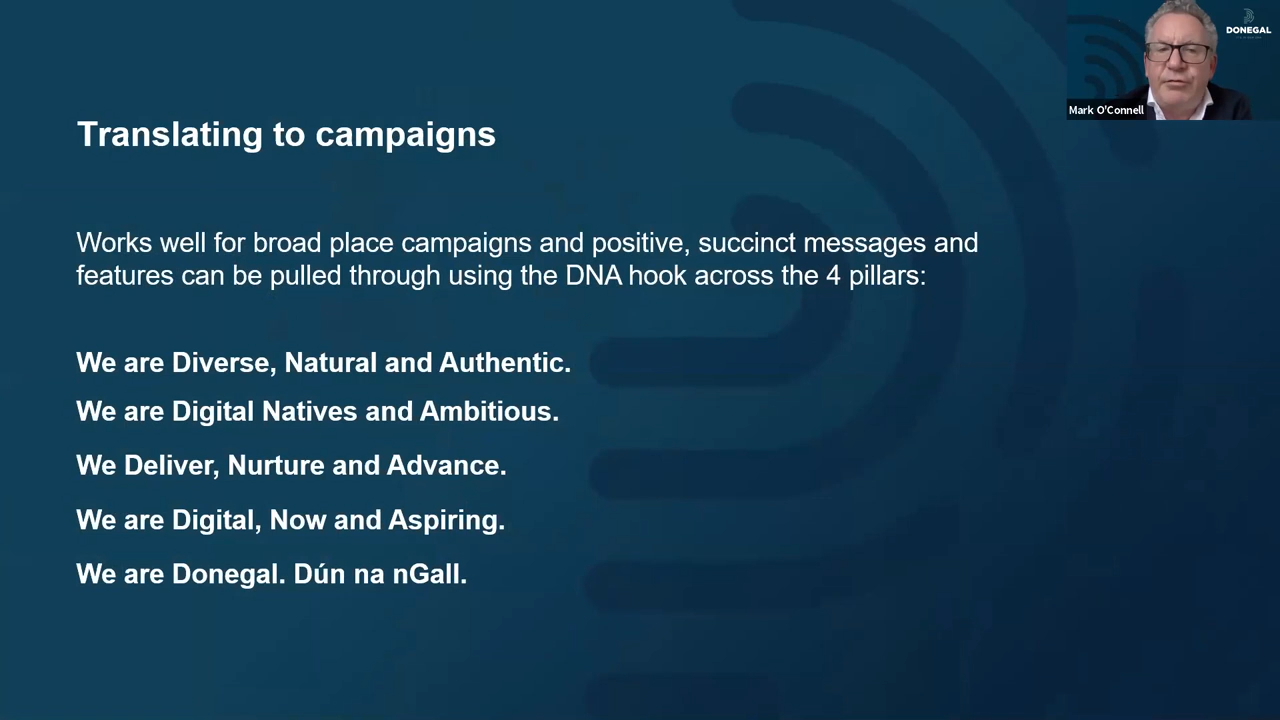 DONEGAL
Mark O'Connell
Translating to campaigns
Works well for broad place campaigns and positive, succinct messages and
features can be pulled through using the DNA hook across the 4 pillars:
We are Diverse, Natural and Authentic.
We are Digital Natives and Ambitious.
We Deliver, Nurture and Advance.
We are Digital, Now and Aspiring.
We are Donegal. Dún na nGall.